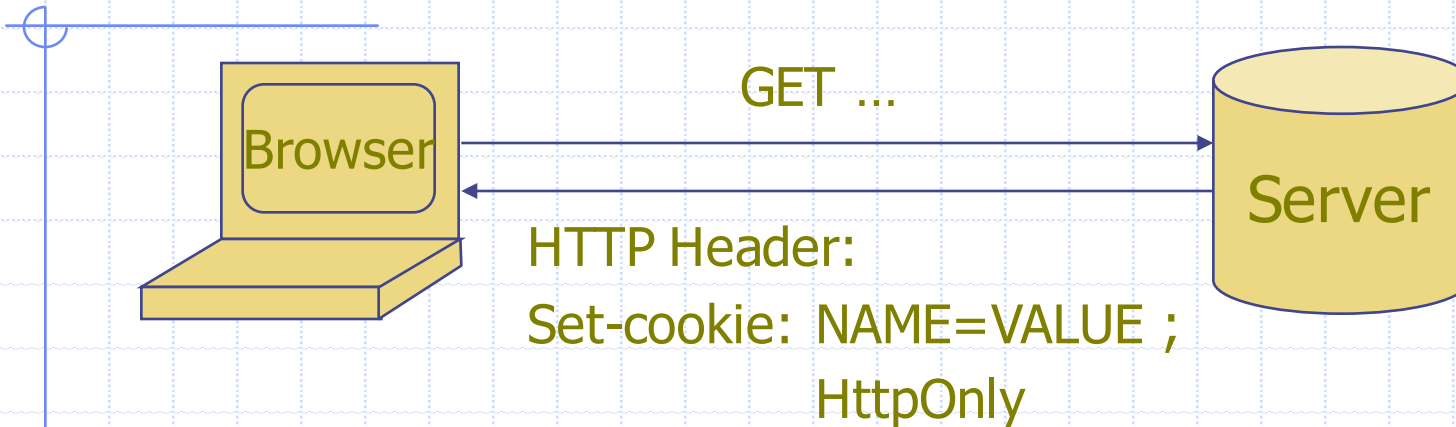 GET ...
Browser
Server
HTTP Header:
Set-cookie: NAME=VALUE ;
HttpOnly